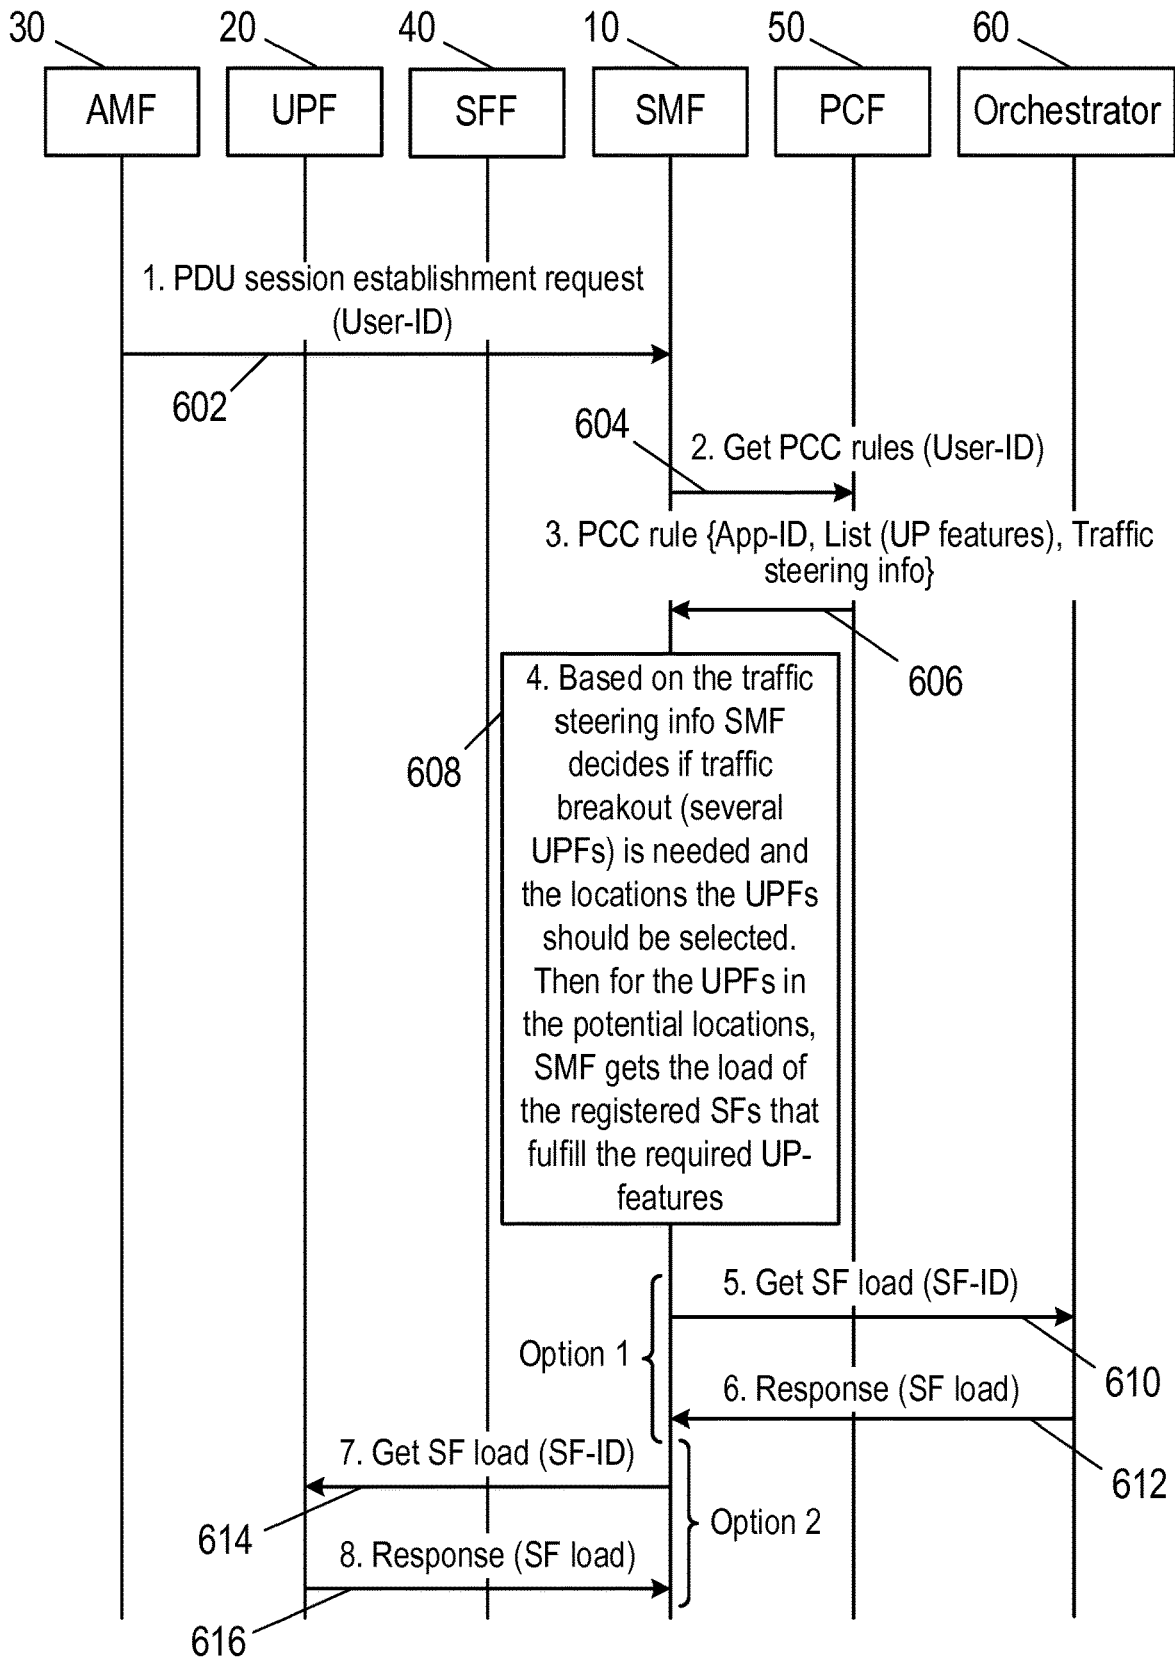 30
20
40
10
50
60
AMF
UPF
SFF
SMF
PCF
Orchestrator
1. PDU session establishment request
(User-ID)
602
604
2. Get PCC rules (User-ID)
3. PCC rule {App-ID, List (UP features), Traffic
steering info}
606
4. Based on the traffic
steering info SMF
decides if traffic
breakout (several
UPFs) is needed and
the locations the UPFs
should be selected.
Then for the UPFs in
the potential locations,
SMF gets the load of
the registered SFs that
fulfill the required UP-
features
608
5. Get SF load (SF-ID)
Option 1
610
6. Response (SF load)
612
7. Get SF load (SF-ID)
614
Option 2
8. Response (SF load)
616